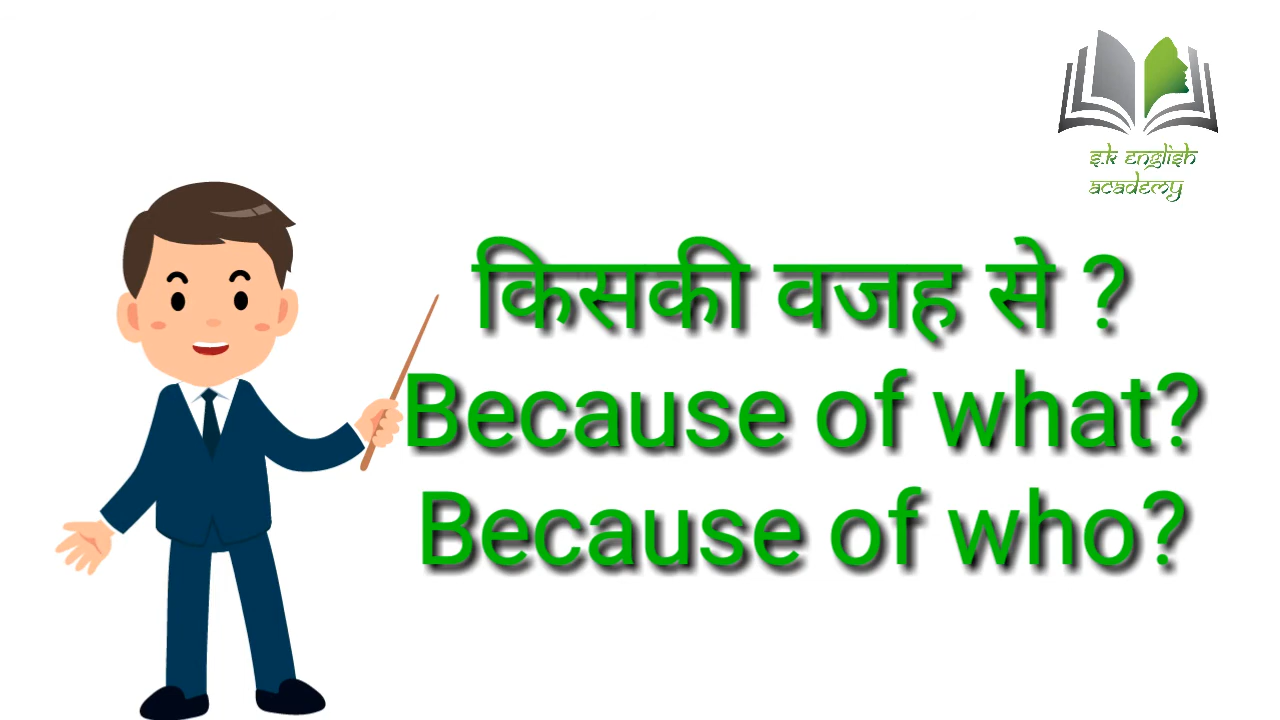 s.k english
academy
किसकी वजह से ?
Because of what?
Because of who?